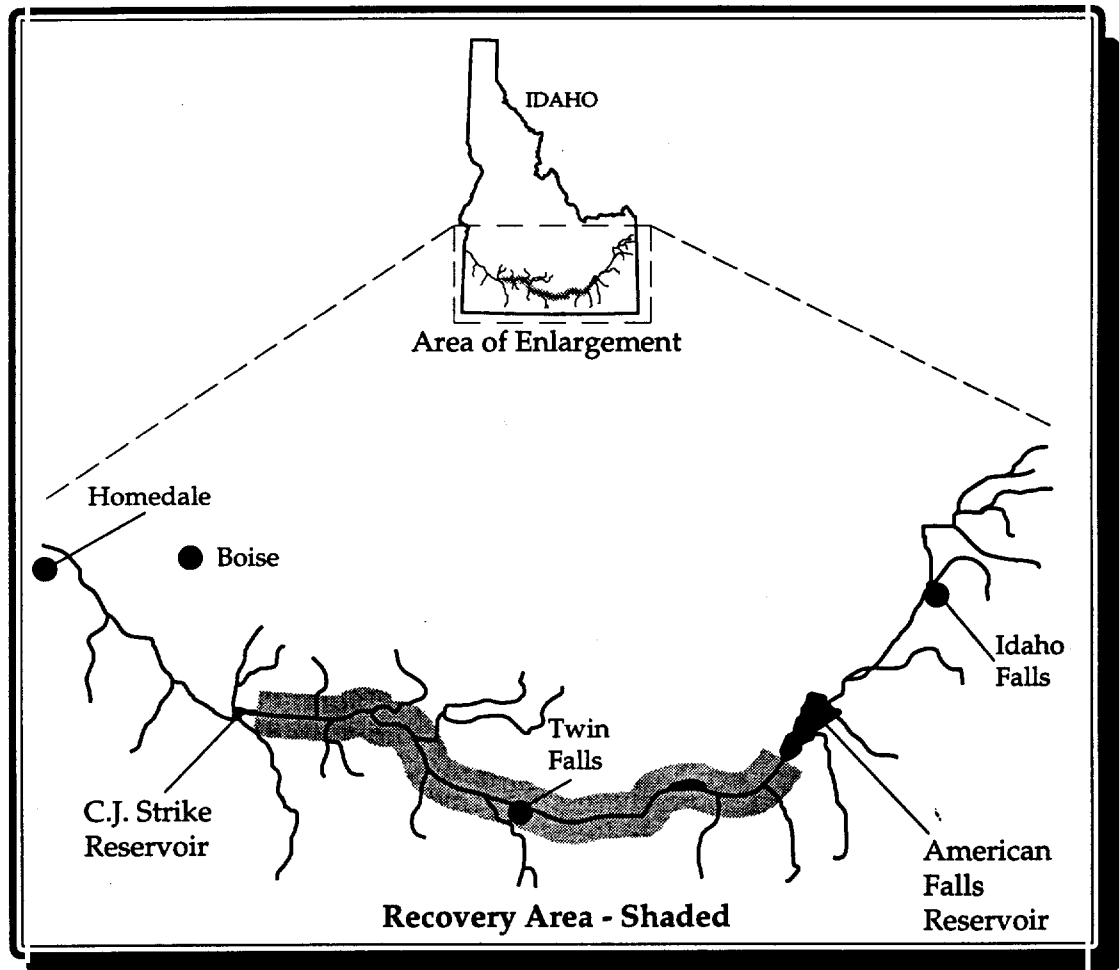 IDAHO
Area of Enlargement
Homedale
Boise
Idaho
Falls
Twin
Falls
C.J. Strike
Reservoir
American
Falls
Reservoir
Recovery Area - Shaded